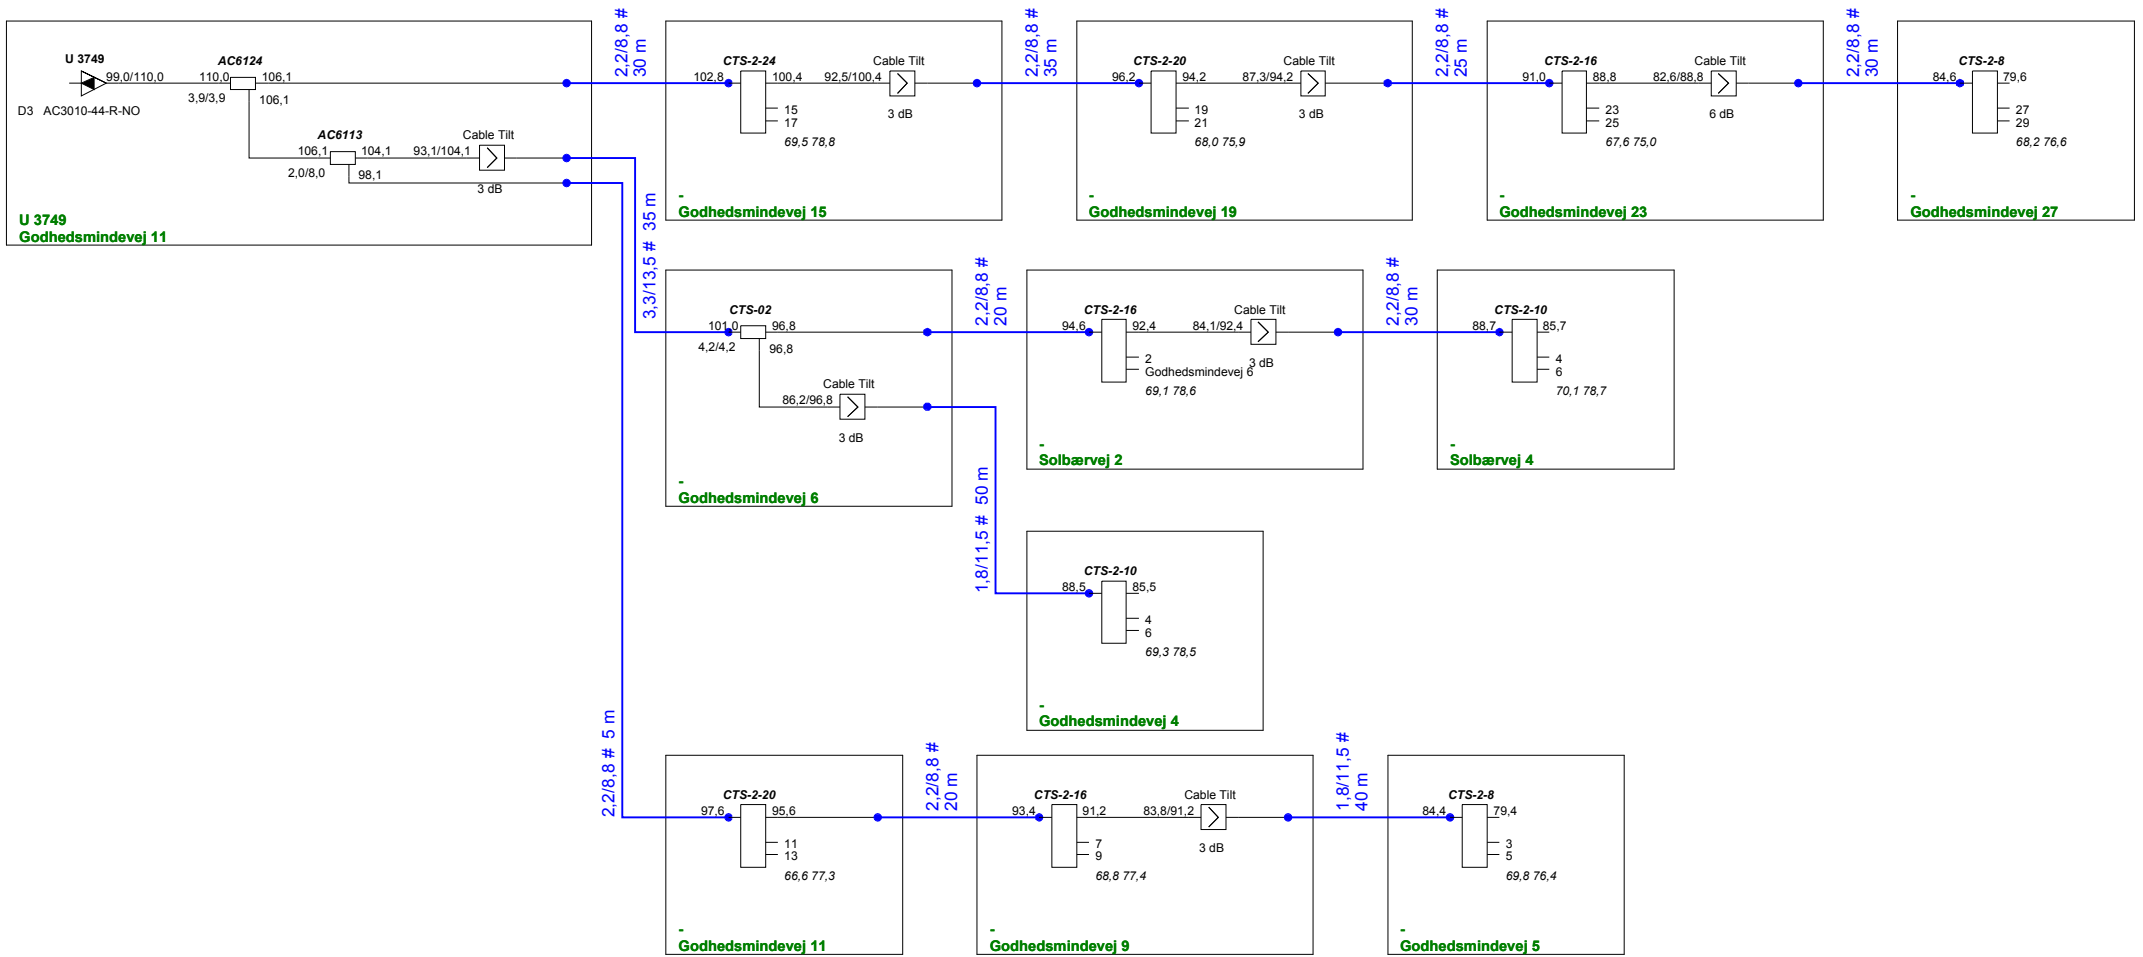 U 3749
99,0/110,0
D3 AC3010-44-R-NO
AC6124
110,0
106,1
3,9/3,9
106,1
AC6113
106,1
104,1
2,0/8,0
98,1
Cable Tilt
93,1/104,1
3 dB
U 3749
Godhedsmindevej 11
2,2/8,8 #
30 m
CTS-2-24
102,8
100,4
15
17
69,5 78,8
Cable Tilt
92,5/100,4
3 dB
-
Godhedsmindevej 15
2,2/8,8 #
35 m
CTS-2-20
96,2
94,2
19
21
68,0 75,9
Cable Tilt
87,3/94,2
3 dB
-
Godhedsmindevej 19
2,2/8,8 #
25 m
CTS-2-16
91,0
88,8
23
25
67,6 75,0
Cable Tilt
82,6/88,8
6 dB
-
Godhedsmindevej 23
2,2/8,8 #
30 m
CTS-2-8
84,6
79,6
27
29
68,2 76,6
-
Godhedsmindevej 27
3,3/13,5 # 35 m
CTS-02
101,0
96,8
4,2/4,2
96,8
Cable Tilt
86,2/96,8
3 dB
-
Godhedsmindevej 6
2,2/8,8 #
20 m
CTS-2-16
94,6
92,4
2
Godhedsmindevej 6
69,1 78,6
Cable Tilt
84,1/92,4
3 dB
-
Solbærvej 2
2,2/8,8 #
30 m
CTS-2-10
88,7
85,7
4
6
70,1 78,7
-
Solbærvej 4
1,8/11,5 # 50 m
CTS-2-10
88,5
85,5
4
6
69,3 78,5
-
Godhedsmindevej 4
2,2/8,8 # 5 m
CTS-2-20
97,6
95,6
11
13
66,6 77,3
-
Godhedsmindevej 11
2,2/8,8 #
20 m
CTS-2-16
93,4
91,2
7
9
68,8 77,4
Cable Tilt
83,8/91,2
3 dB
-
Godhedsmindevej 9
1,8/11,5 #
40 m
CTS-2-8
84,4
79,4
3
5
69,8 76,4
-
Godhedsmindevej 5